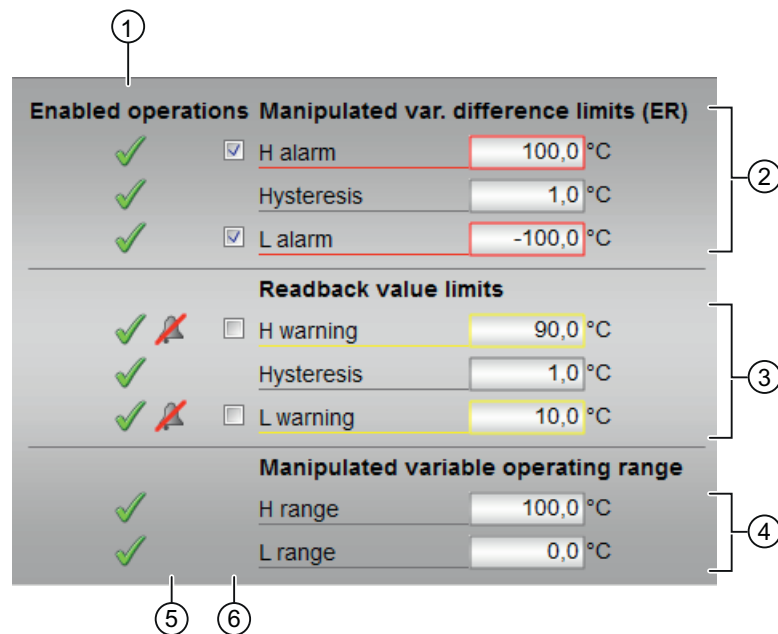 1
Enabled operations Manipulated var. difference limits (ER)
H alarm 100,0 °C
Hysteresis 1,0 °C
L alarm -100,0 °C
2
Readback value limits
H warning 90,0 °C
Hysteresis 1,0 °C
L warning 10,0 °C
3
Manipulated variable operating range
H range 100,0 °C
L range 0,0 °C
4
5 6